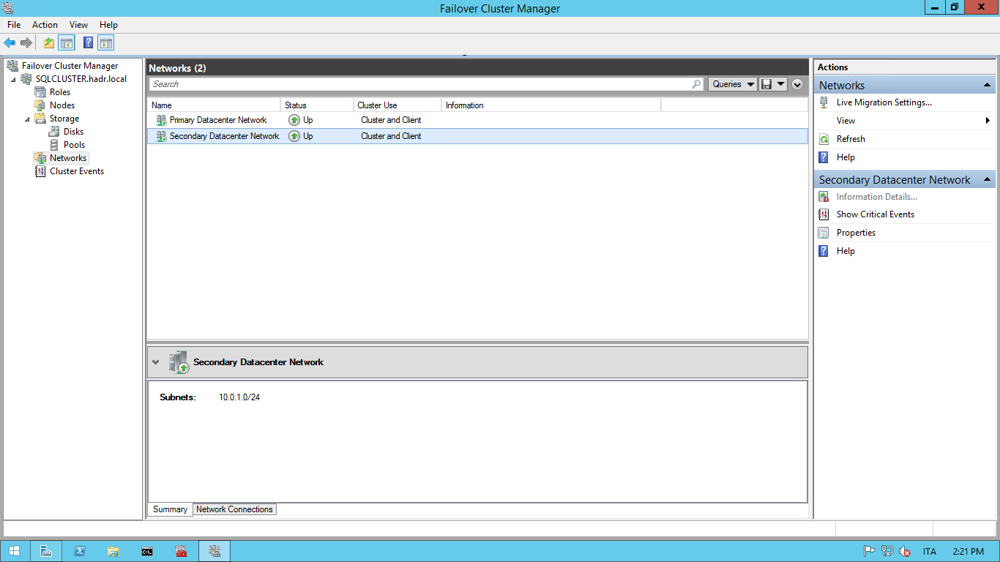 Failover Cluster Manager
File Action View Help
Failover Cluster Manager
SQLCLUSTER.hadr.local
Roles
Nodes
Storage
Disks
Pools
Networks
Cluster Events
Networks (2)
Search
Queries
Name Status Cluster Use Information
Primary Datacenter Network Up Cluster and Client
Secondary Datacenter Network Up Cluster and Client
Secondary Datacenter Network
Subnets: 10.0.1.0/24
Summary Network Connections
Actions
Networks
Live Migration Settings...
View
Refresh
Help
Secondary Datacenter Network
Information Details...
Show Critical Events
Properties
Help
ITA 2:21 PM